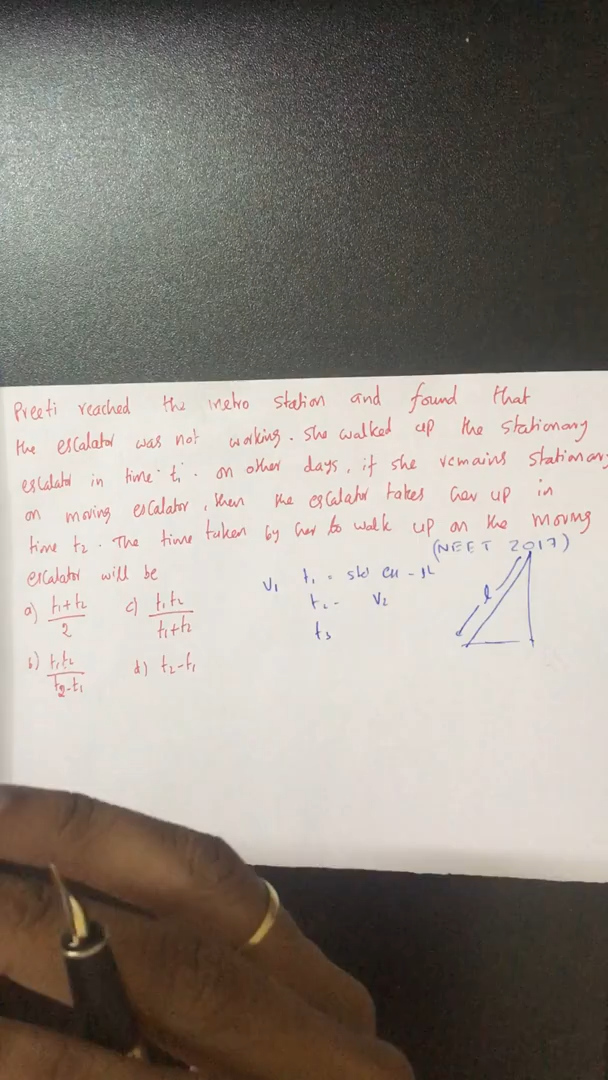 Preeti reached the metro station and found that
the escalator was not working. She walked up the stationary
escalator in time t₁. on other days, if she remains stationary
on moving escalator, then the escalator takes her up in
time t₂. The time taken by her to walk up on the moving
escalator will be
(NEET 2017)
a) t₁+t₂/2 c) t₁t₂/t₁+t₂
b) t₁t₂/t₂-t₁ d) t₂-t₁
V₁ t₁ =
t₂ - V₂
t₃
l